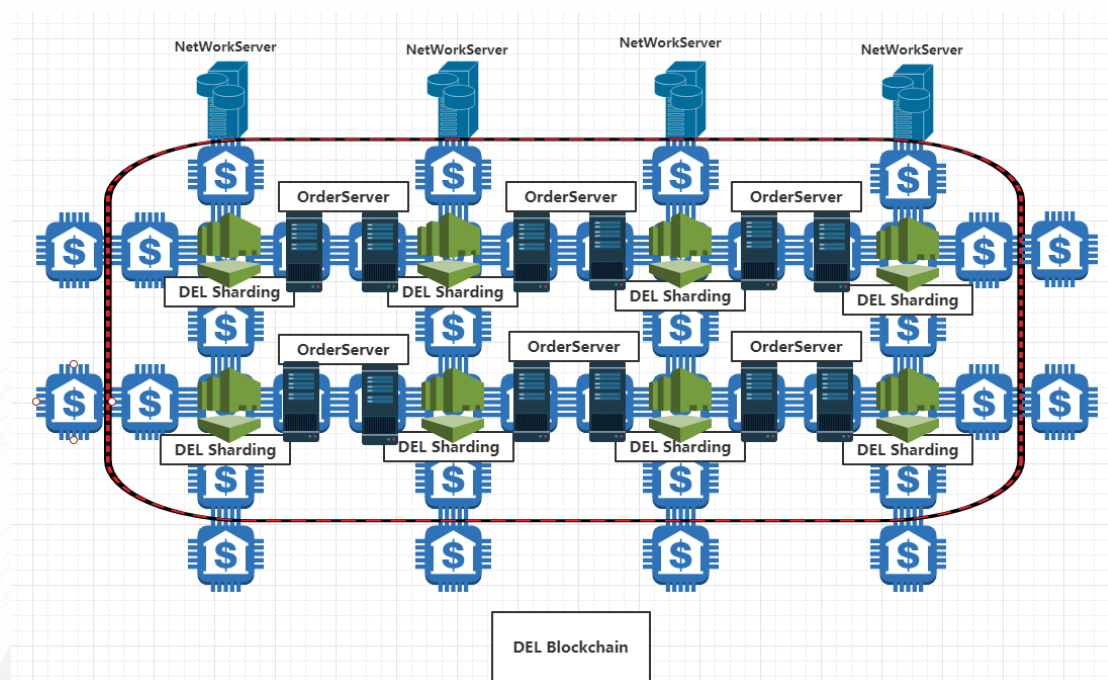 NetWorkServer
NetWorkServer
NetWorkServer
NetWorkServer
$
$
$
$
OrderServer
OrderServer
OrderServer
$
$
$
$
DEL Sharding
DEL Sharding
DEL Sharding
DEL Sharding
$
$
$
$
OrderServer
OrderServer
OrderServer
$
$
$
$
DEL Sharding
DEL Sharding
DEL Sharding
DEL Sharding
$
$
$
$
$
$
$
$
DEL Blockchain